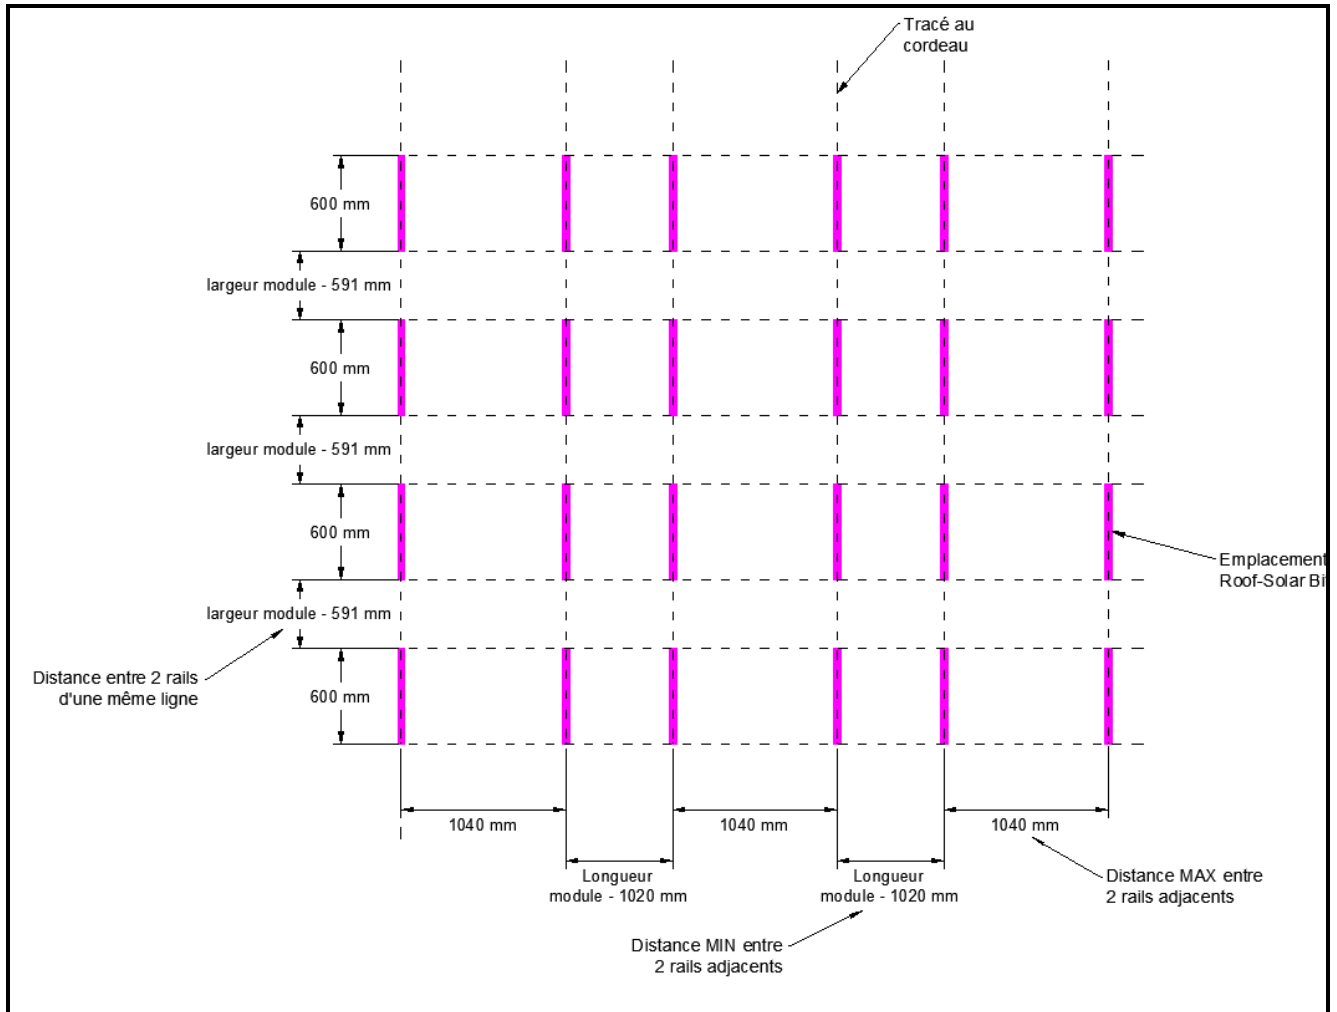 Tracé au
cordeau
600 mm
largeur module - 591 mm
600 mm
largeur module - 591 mm
600 mm
Emplacement
Roof-Solar Bi
largeur module - 591 mm
Distance entre 2 rails
d'une même ligne
600 mm
1040 mm
1040 mm
1040 mm
Longueur
module - 1020 mm
Longueur
module - 1020 mm
Distance MAX entre
2 rails adjacents
Distance MIN entre
2 rails adjacents